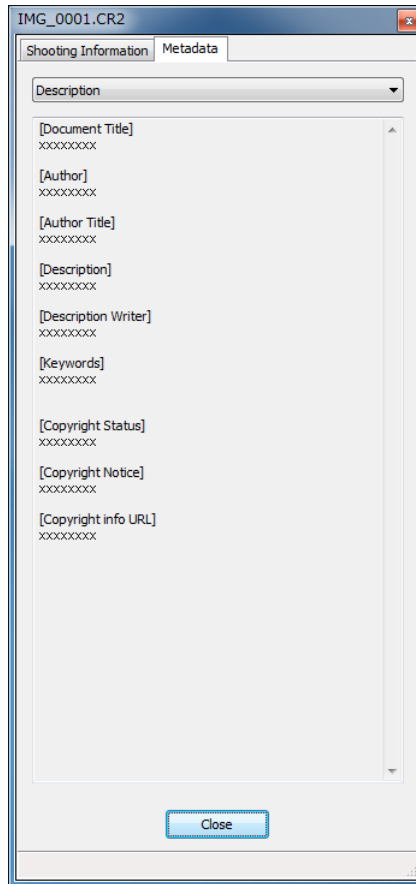 IMG_0001.CR2
Shooting Information
Metadata
Description
[Document Title]
xxxxxxxx
[Author]
xxxxxxxx
[Author Title]
xxxxxxxx
[Description]
xxxxxxxx
[Description Writer]
xxxxxxxx
[Keywords]
xxxxxxxx
[Copyright Status]
xxxxxxxx
[Copyright Notice]
xxxxxxxx
[Copyright info URL]
xxxxxxxx
Close